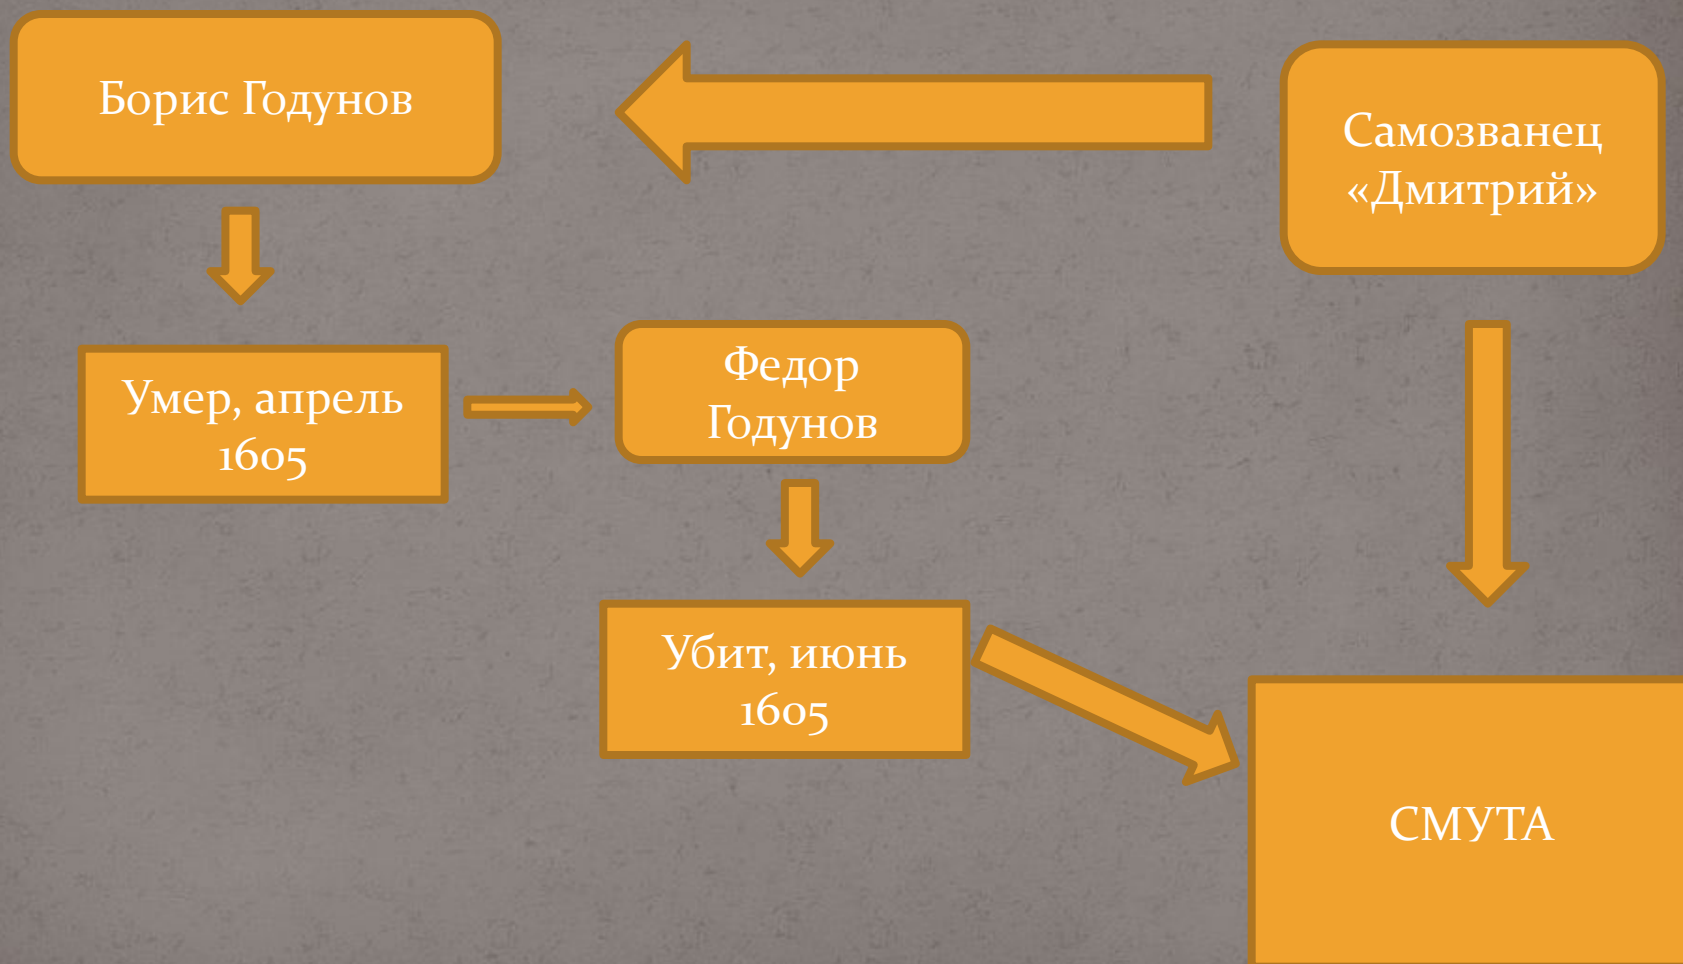 Борис Годунов
Самозванец
«Дмитрий»
Умер, апрель
1605
Федор
Годунов
Убит, июнь
1605
СМУТА